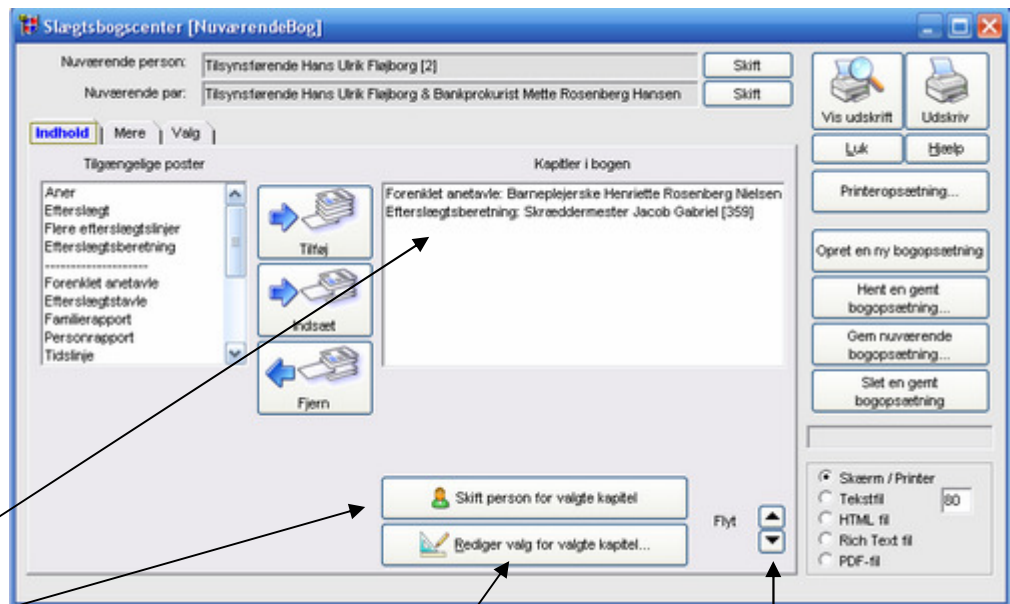 Slægtsbogscenter [NuværendeBog]
Nuværende person:
Tilsynsførende Hans Ulrik Fløjborg [2]
Skift
Nuværende par:
Tilsynsførende Hans Ulrik Fløjborg & Bankprokurist Mette Rosenberg Hansen
Skift
Indhold
Mere
Valg
Tilgængelige poster
Aner
Efterslægt
Flere efterslægtslinjer
Efterslægtsberetning
--------------------
Forenklet anetavle
Efterslægtstavle
Familierapport
Personrapport
Tidslinje
Tilføj
Indsæt
Fjern
Kapitler i bogen
Forenklet anetavle: Barneplejerske Henriette Rosenberg Nielsen
Efterslægtsberetning: Skræddermester Jacob Gabriel [359]
Skift person for valgte kapitel
Rediger valg for valgte kapitel...
Flyt
Vis udskrift
Udskriv
Luk
Hjælp
Printeropsætning...
Opret en ny bogopsætning
Hent en gemt
bogopsætning...
Gem nuværende
bogopsætning...
Slet en gemt
bogopsætning
Skærm / Printer
Tekstfil
80
HTML fil
Rich Text fil
PDF-fil